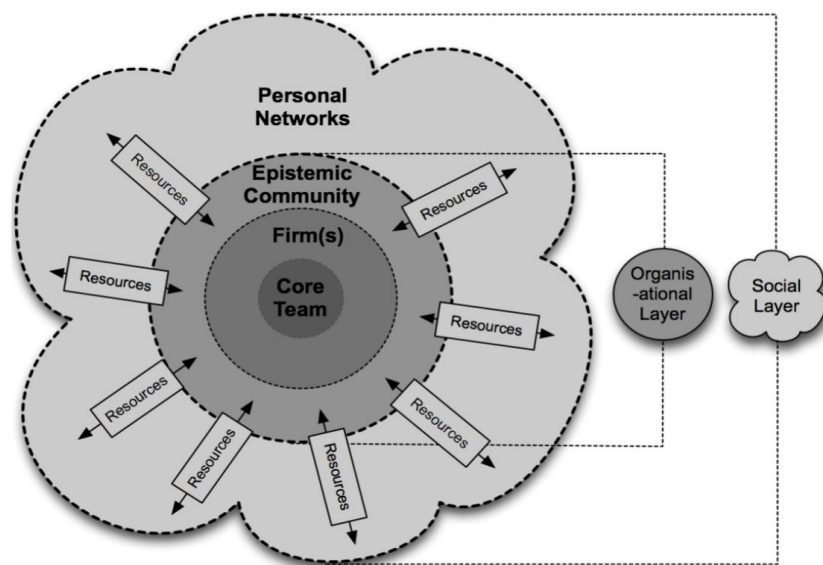 Personal
Networks
Epistemic
Community
Firm(s)
Core
Team
Resources
Resources
Resources
Resources
Resources
Resources
Resources
Resources
Organis
-ational
Layer
Social
Layer